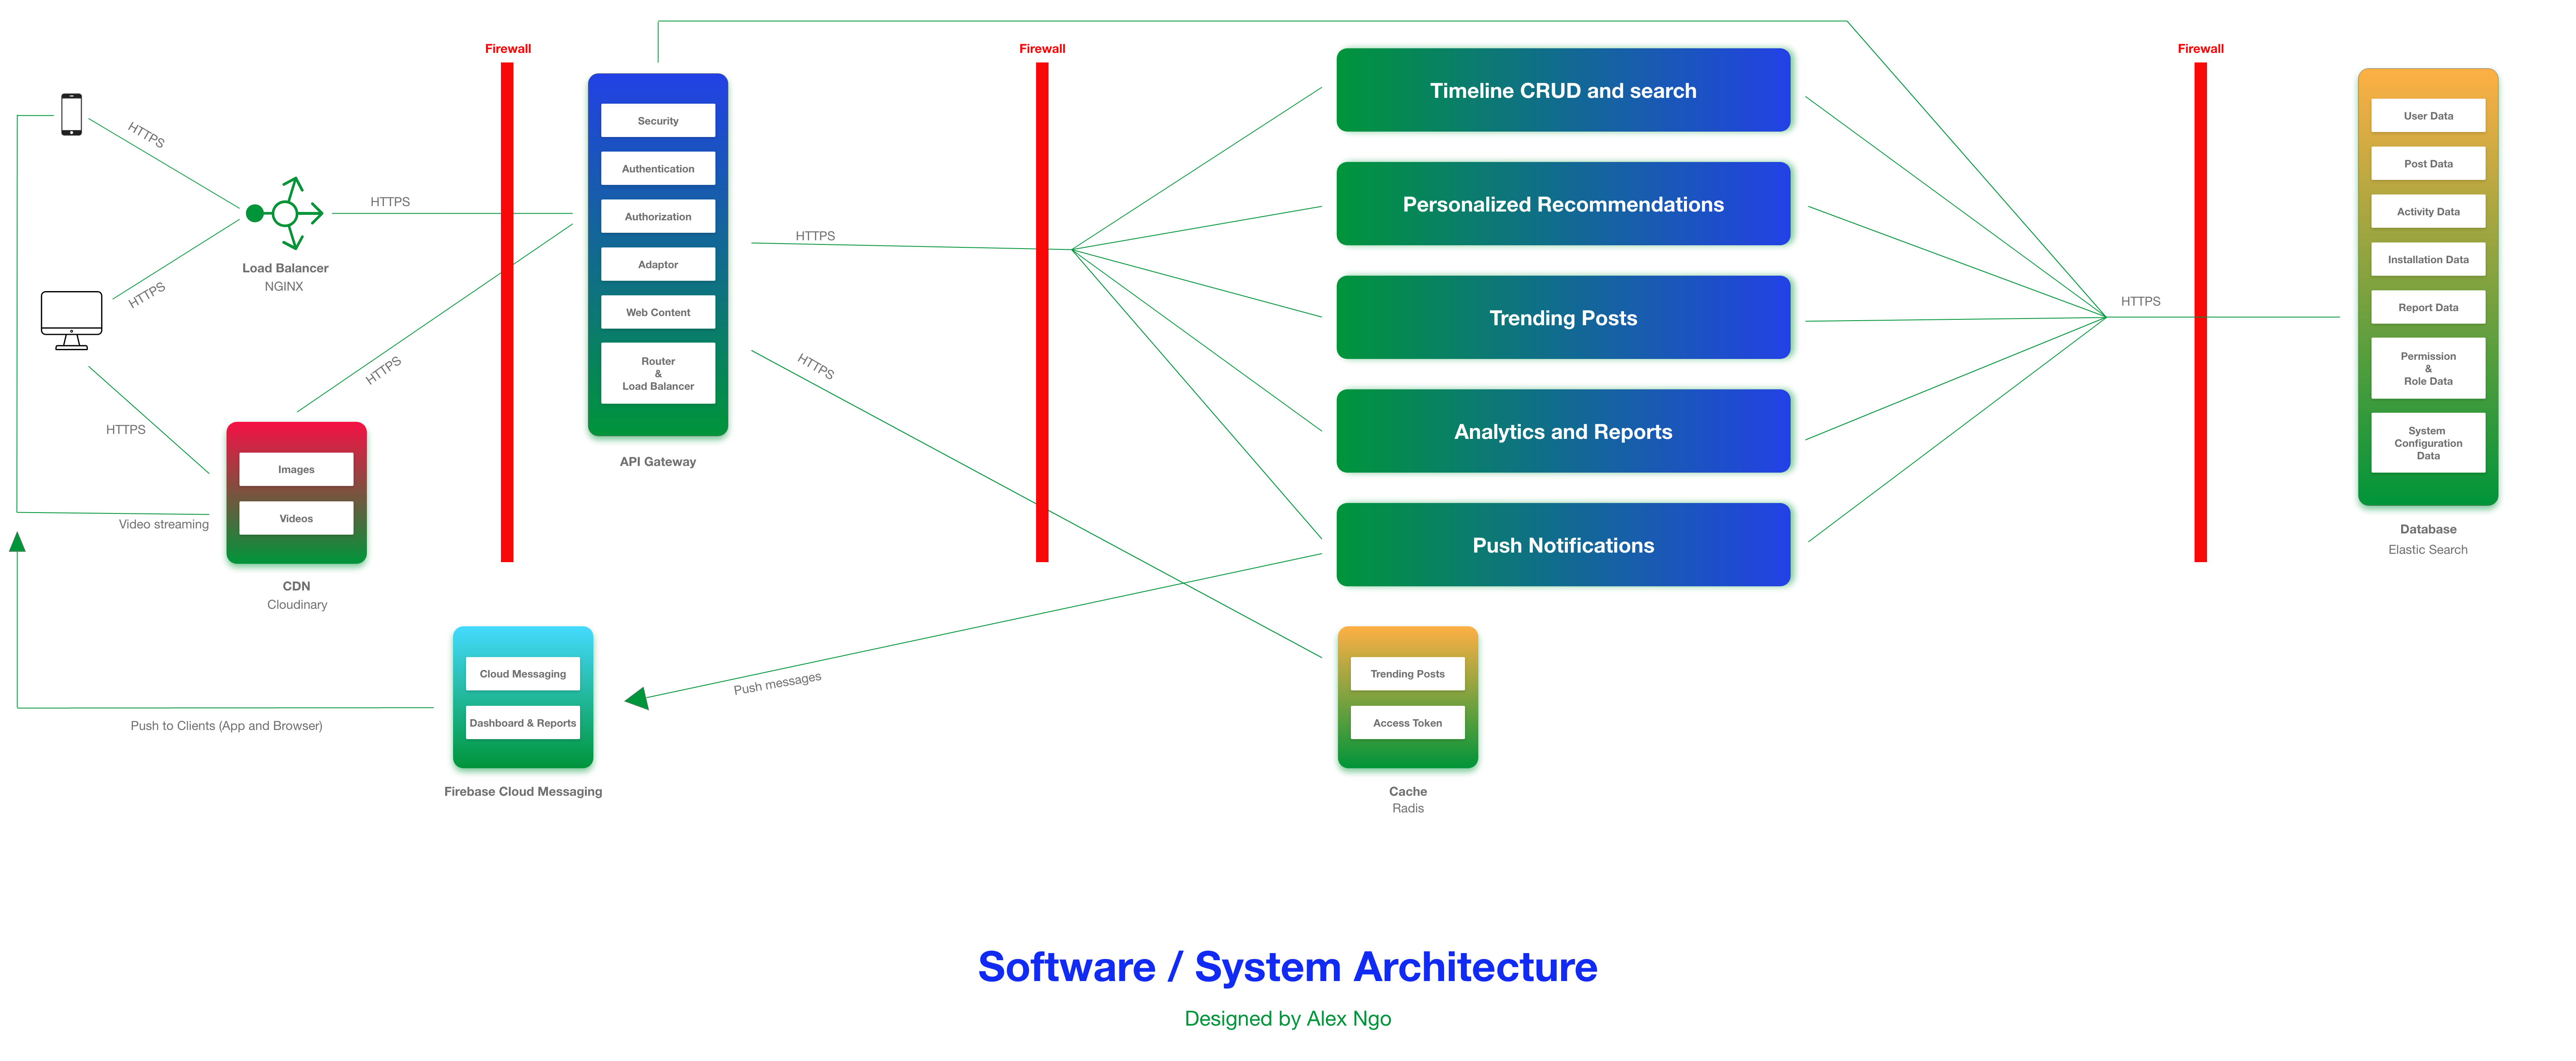 Firewall
Firewall
Firewall
HTTPS
HTTPS
Load Balancer
NGINX
HTTPS
HTTPS
HTTPS
Images
Videos
Video streaming
CDN
Cloudinary
Security
Authentication
Authorization
Adaptor
Web Content
Router
&
Load Balancer
API Gateway
HTTPS
HTTPS
Timeline CRUD and search
Personalized Recommendations
Trending Posts
Analytics and Reports
Push Notifications
HTTPS
User Data
Post Data
Activity Data
Installation Data
Report Data
Permission
&
Role Data
System
Configuration
Data
Database
Elastic Search
Cloud Messaging
Dashboard & Reports
Firebase Cloud Messaging
Push messages
Push to Clients (App and Browser)
Trending Posts
Access Token
Cache
Radis
Software / System Architecture
Designed by Alex Ngo